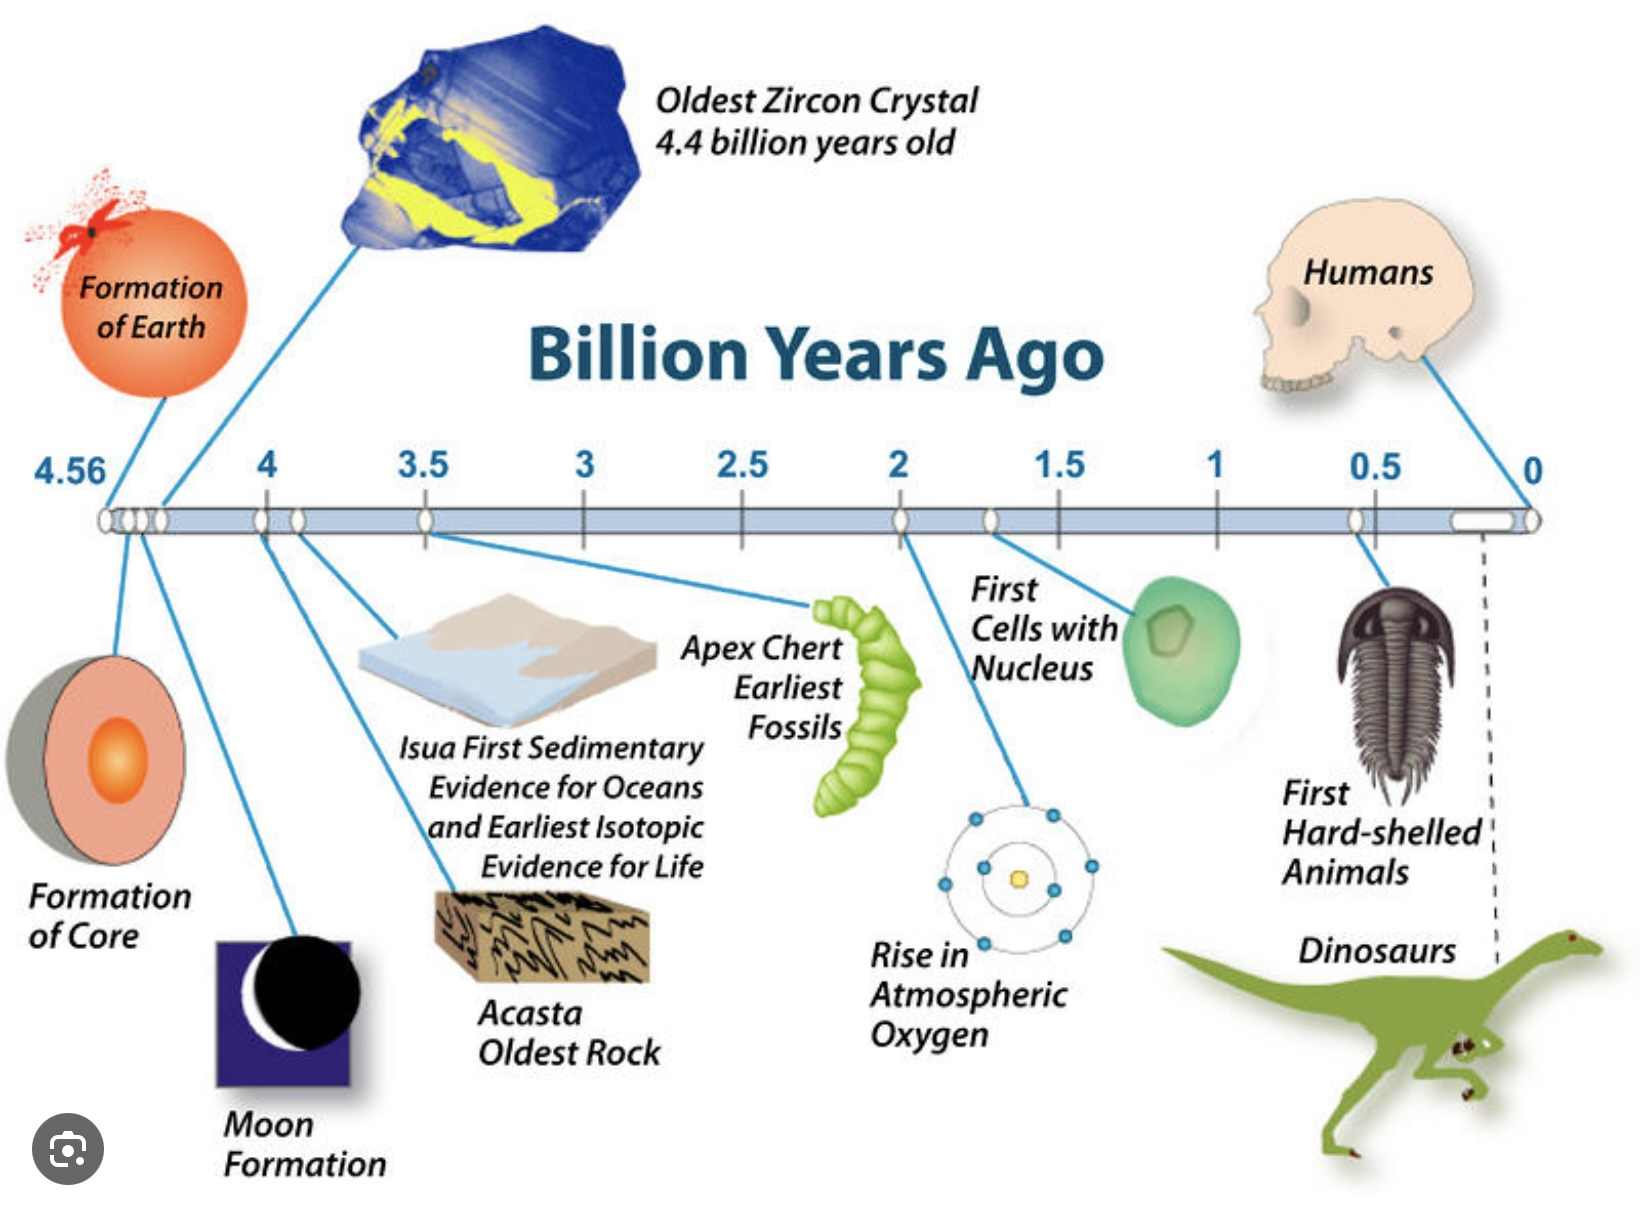 Oldest Zircon Crystal
4.4 billion years old
Formation
of Earth
Humans
Billion Years Ago
4.56 4 3.5 3 2.5 2 1.5 1 0.5 0
First
Cells with
Nucleus
Apex Chert
Earliest
Fossils
Isua First Sedimentary
Evidence for Oceans
and Earliest Isotopic
Evidence for Life
First
Hard-shelled
Animals
Formation
of Core
Rise in
Atmospheric
Oxygen
Dinosaurs
Acasta
Oldest Rock
Moon
Formation